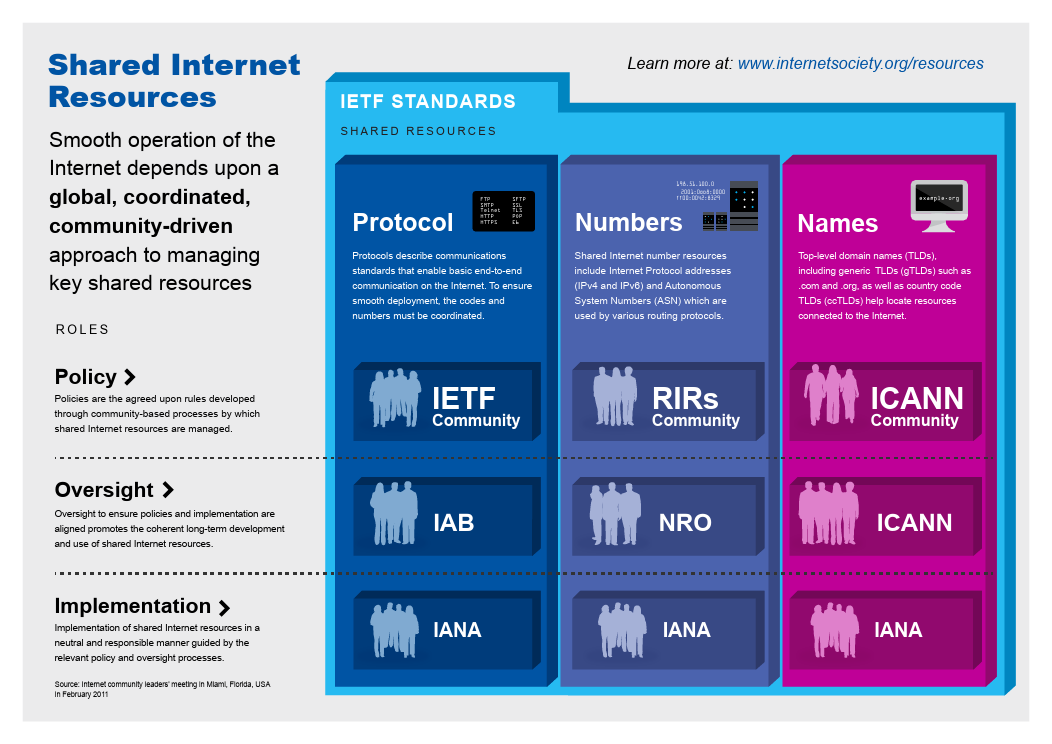 Shared Internet
Resources
Smooth operation of the
Internet depends upon a
global, coordinated,
community-driven
approach to managing
key shared resources
Learn more at: www.internetsociety.org/resources
IETF STANDARDS
SHARED RESOURCES
Protocol
FTP SFTP
SMTP SSL
Telnet TLS
HTTP POP
HTTPS
Protocols describe communications
standards that enable basic end-to-end
communication on the Internet. To ensure
smooth deployment, the codes and
numbers must be coordinated.
Numbers
198.51.100.0
Shared Internet number resources
include Internet Protocol addresses
(IPv4 and IPv6) and Autonomous
System Numbers (ASN) which are
used by various routing protocols.
Names
example.org
Top-level domain names (TLDs),
including generic TLDs (gTLDs) such as
.com and .org, as well as country code
TLDs (ccTLDs) help locate resources
connected to the Internet.
ROLES
Policy
Policies are the agreed upon rules developed
through community-based processes by which
shared Internet resources are managed.
IETF
Community
RIRs
Community
ICANN
Community
Oversight
Oversight to ensure policies and implementation are
aligned promotes the coherent long-term development
and use of shared Internet resources.
IAB
NRO
ICANN
Implementation
Implementation of shared Internet resources in a
neutral and responsible manner guided by the
relevant policy and oversight processes.
IANA
IANA
IANA
Source: Internet community leaders' meeting in Miami, Florida, USA
in February 2011